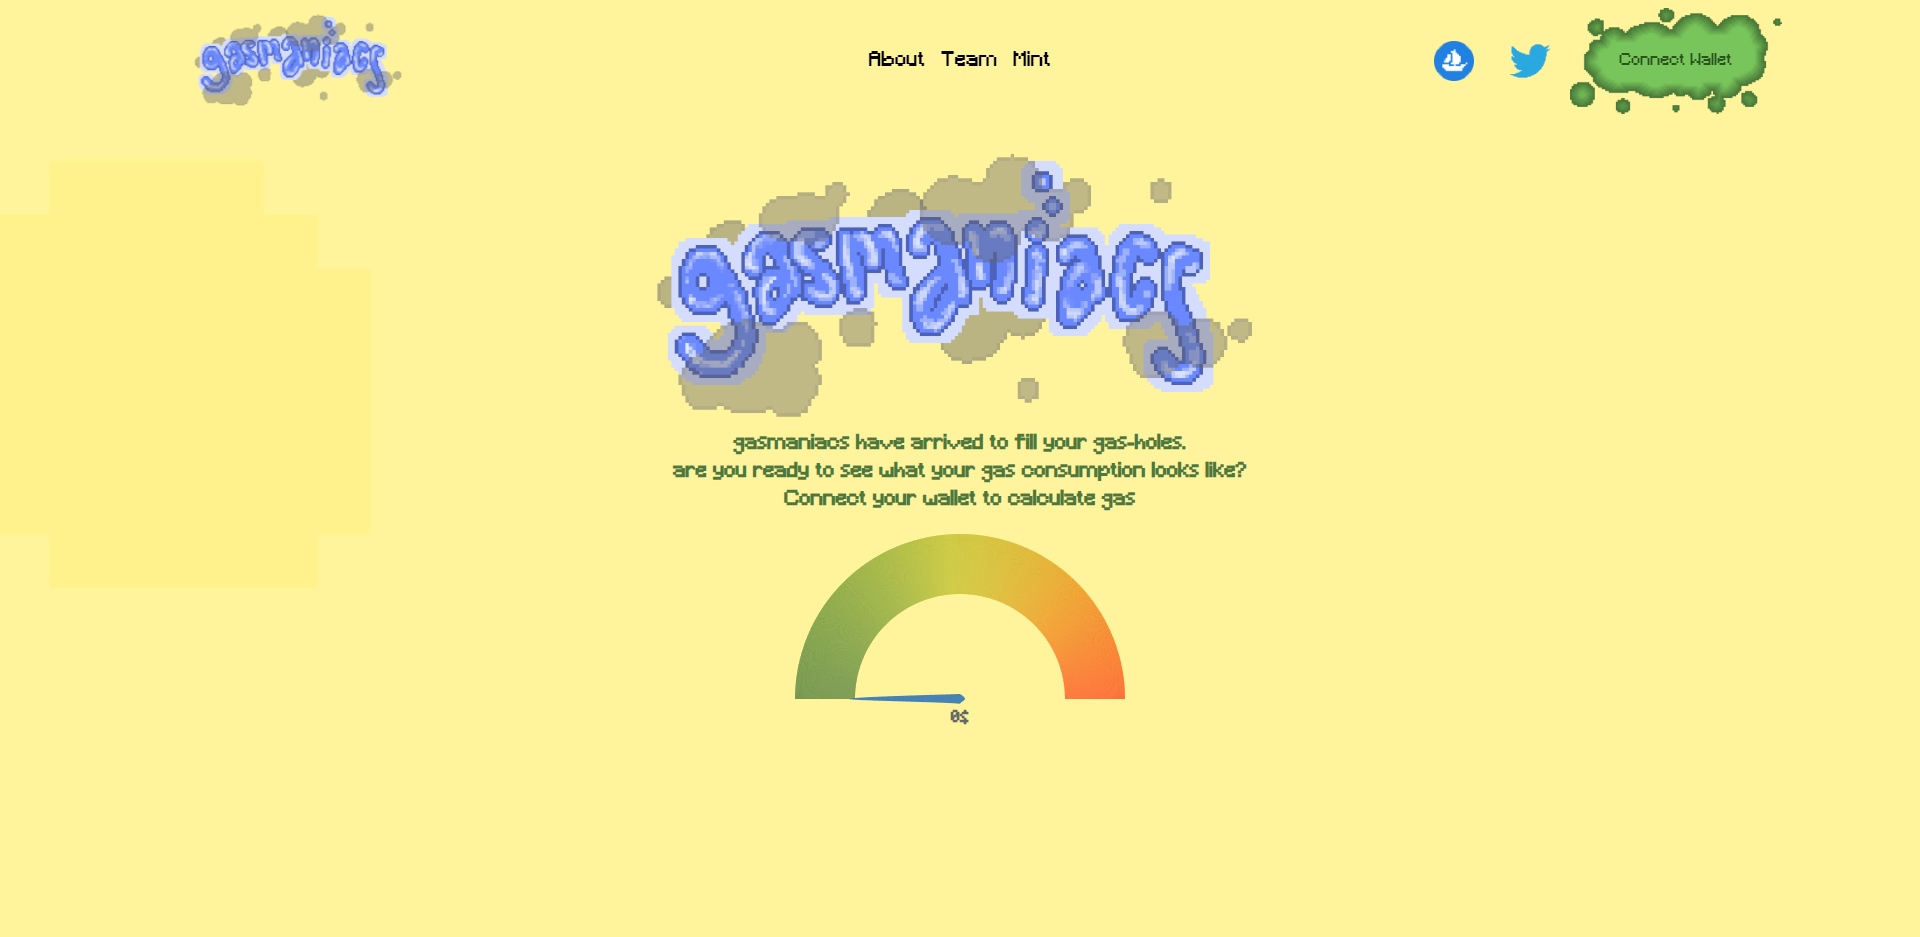 gasmaniacs
About Team Mint
Connect Wallet
gasmaniacs
gasmaniacs have arrived to fill your gas-holes.
are you ready to see what your gas consumption looks like?
Connect your wallet to calculate gas
0$